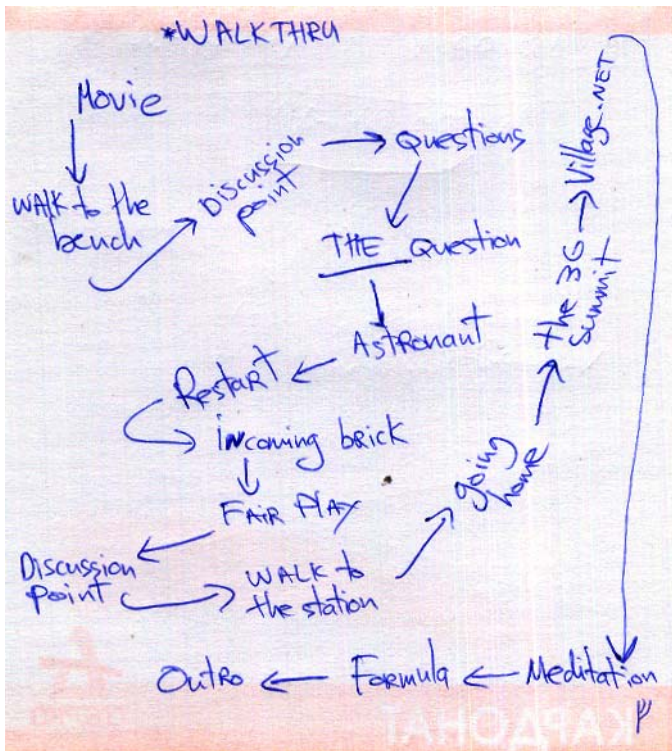 *WALKTHRU
Movie
WALK to the
bench
Discussion
point
Questions
THE Question
Astronaut
Restart
incoming brick
FAIR PLAY
Discussion
point
WALK to
the station
going
home
the 3G
Summit
Village.NET
Meditation
Formula
Outro
КАРДОНАТ